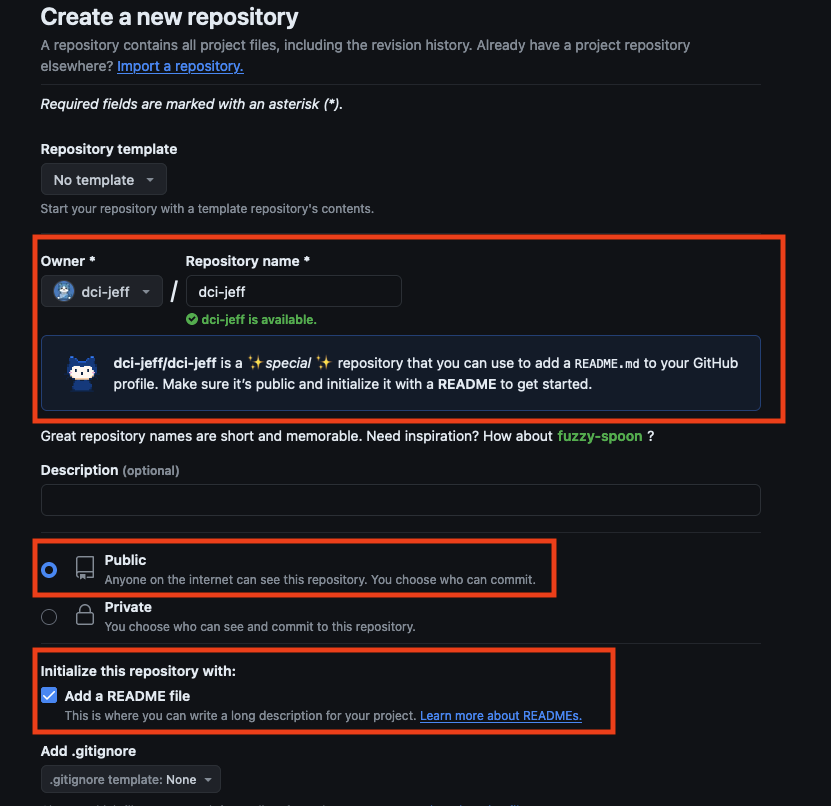 Create a new repository
A repository contains all project files, including the revision history. Already have a project repository
elsewhere? Import a repository.
Required fields are marked with an asterisk (*).
Repository template
No template
Start your repository with a template repository's contents.
Owner * Repository name *
dci-jeff / dci-jeff
dci-jeff is available.
dci-jeff/dci-jeff is a ✨special ✨ repository that you can use to add a README.md to your GitHub
profile. Make sure it’s public and initialize it with a README to get started.
Great repository names are short and memorable. Need inspiration? How about fuzzy-spoon ?
Description (optional)
Public
Anyone on the internet can see this repository. You choose who can commit.
Private
You choose who can see and commit to this repository.
Initialize this repository with:
Add a README file
This is where you can write a long description for your project. Learn more about READMEs.
Add .gitignore
.gitignore template: None